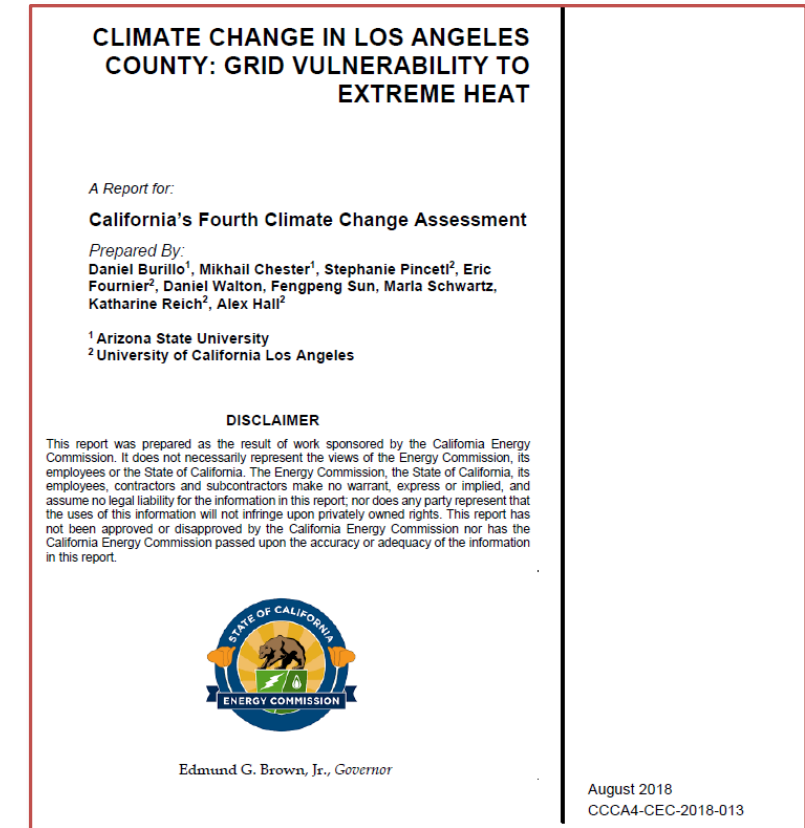 CLIMATE CHANGE IN LOS ANGELES
COUNTY: GRID VULNERABILITY TO
EXTREME HEAT
A Report for:
California's Fourth Climate Change Assessment
Prepared By:
Daniel Burillo¹, Mikhail Chester¹, Stephanie Pincetl², Eric
Fournier², Daniel Walton, Fengpeng Sun, Marla Schwartz,
Katharine Reich², Alex Hall²
¹ Arizona State University
² University of California Los Angeles
DISCLAIMER
This report was prepared as the result of work sponsored by the California Energy
Commission. It does not necessarily represent the views of the Energy Commission, its
employees or the State of California. The Energy Commission, the State of California, its
employees, contractors and subcontractors make no warrant, express or implied, and
assume no legal liability for the information in this report; nor does any party represent that
the uses of this information will not infringe upon privately owned rights. This report has
not been approved or disapproved by the California Energy Commission nor has the
California Energy Commission passed upon the accuracy or adequacy of the information
in this report.
STATE OF CALIFORNIA
ENERGY COMMISSION
Edmund G. Brown, Jr., Governor
August 2018
CCCA4-CEC-2018-013